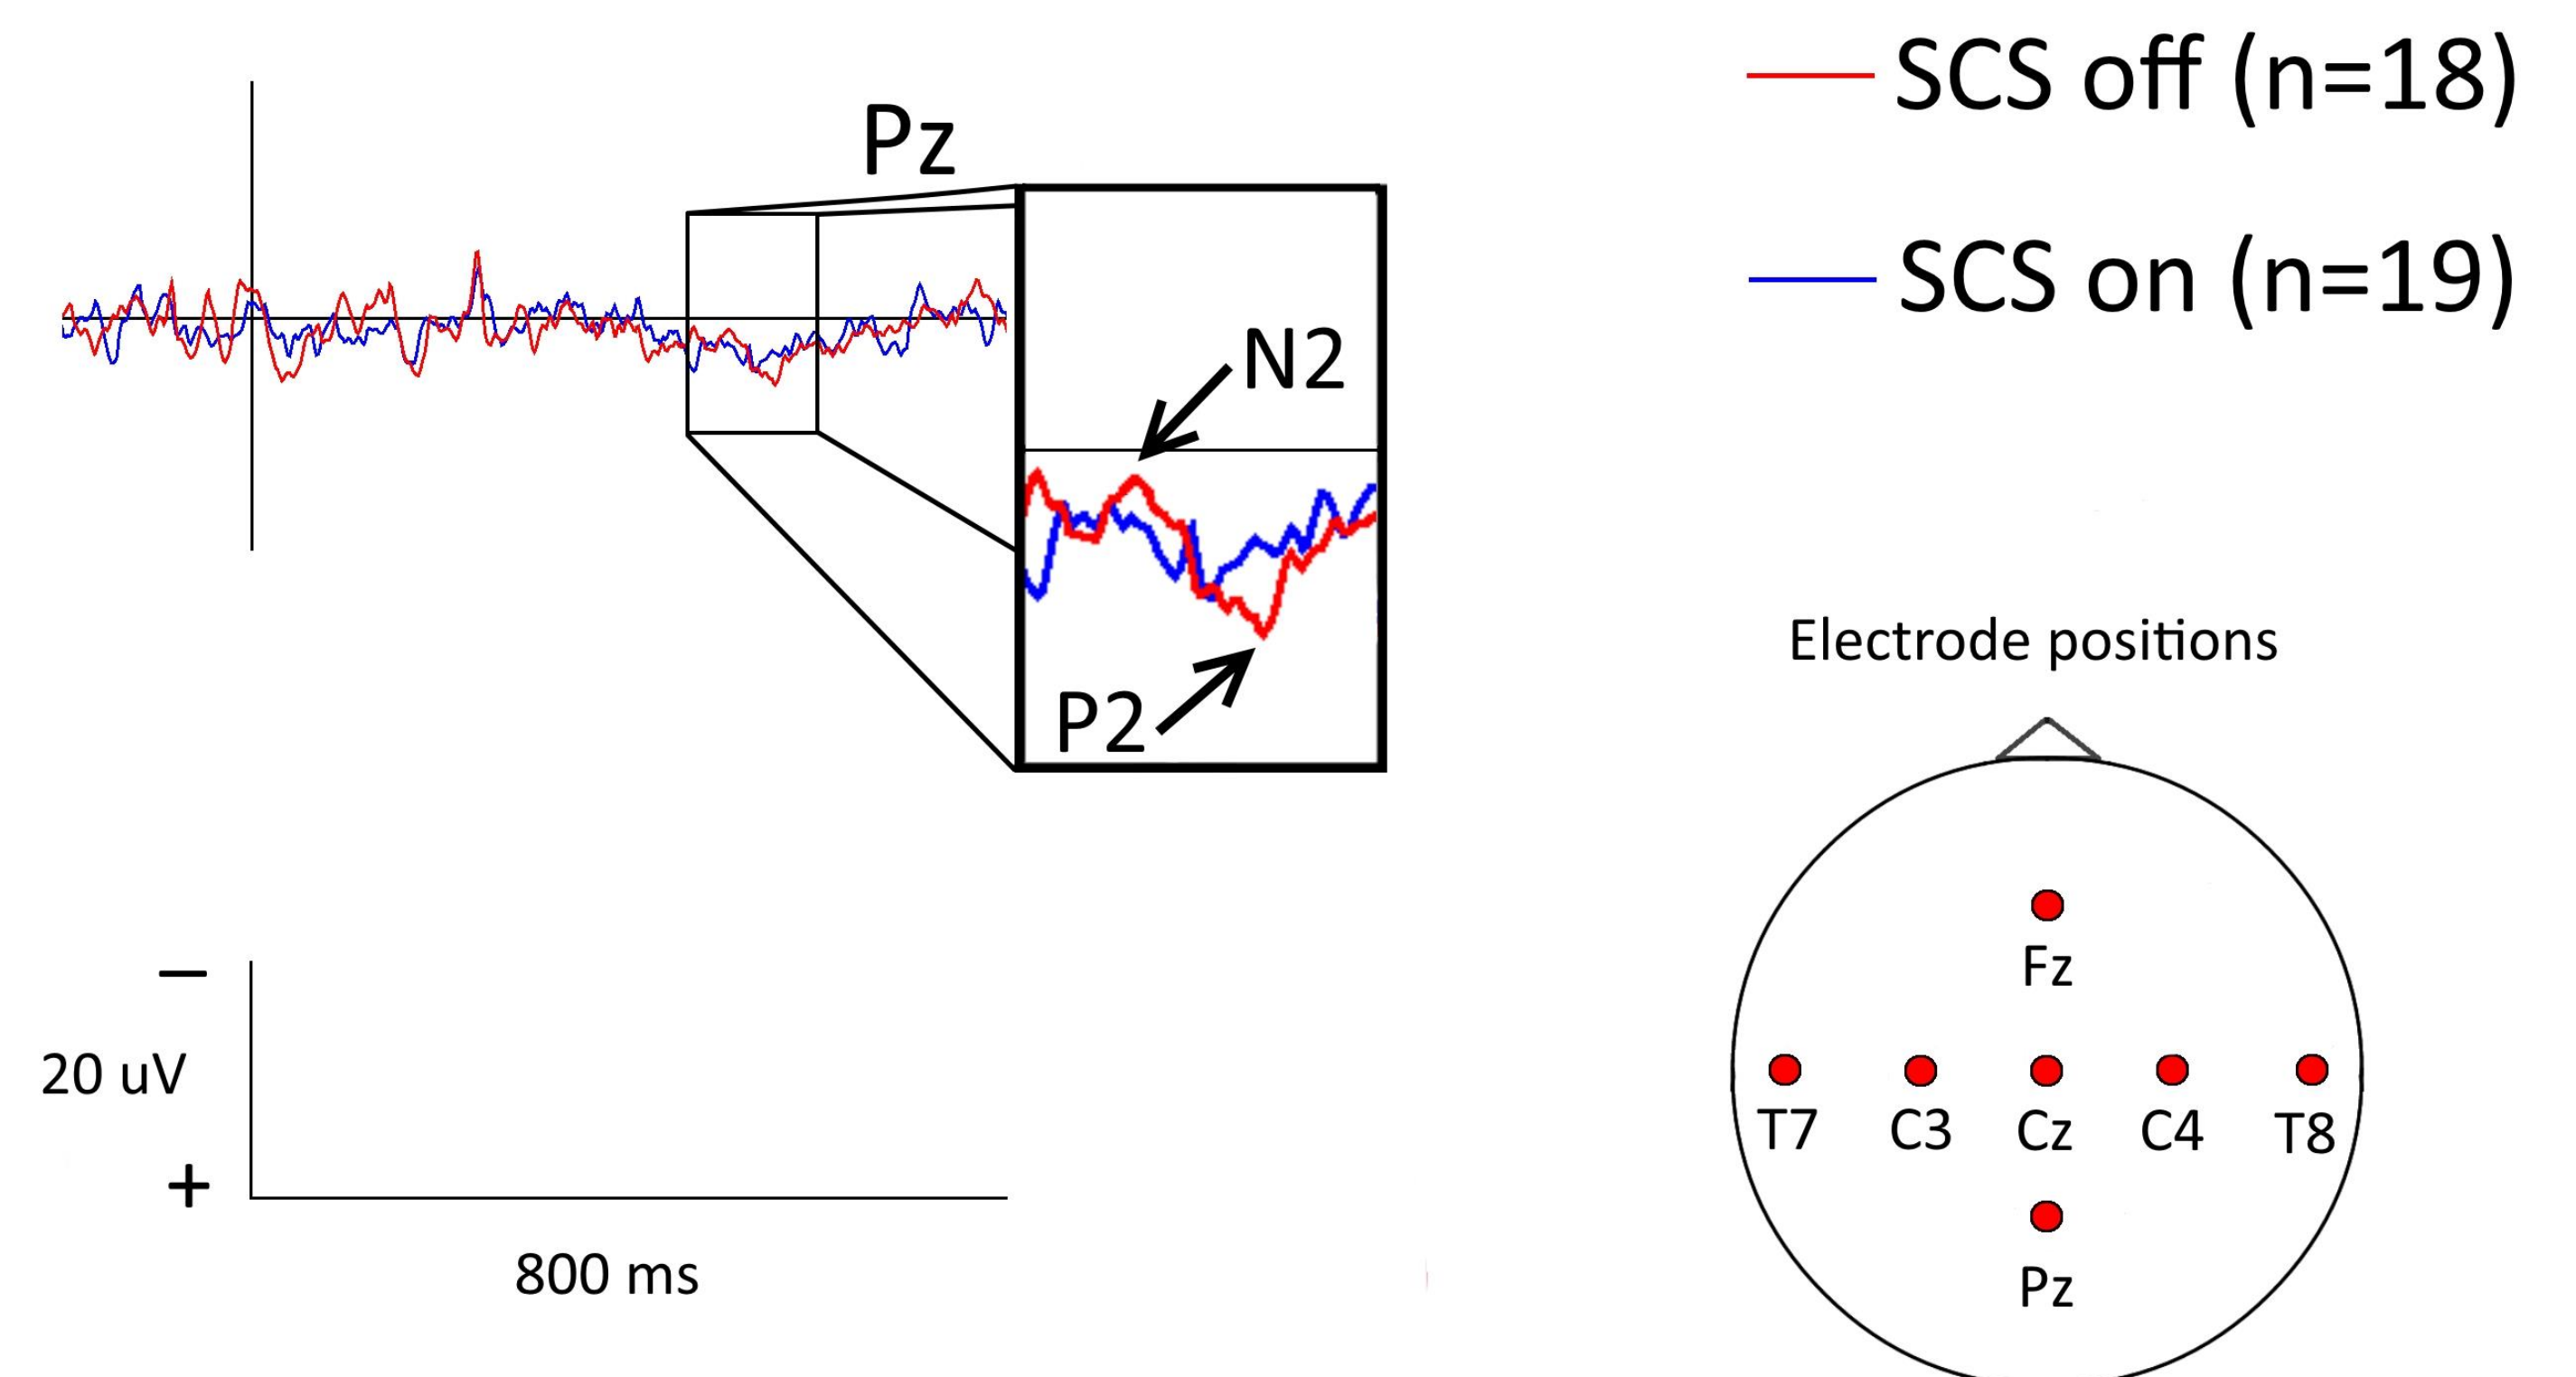 Pz
SCS off (n=18)
SCS on (n=19)
N2
P2
Electrode positions
Fz
T7 C3 Cz C4 T8
Pz
−
20 uV
+
800 ms